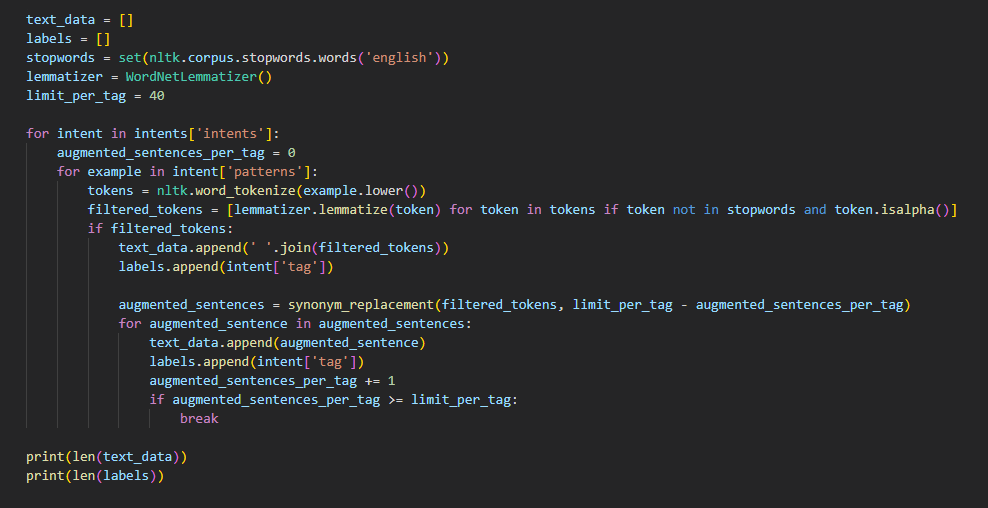 text_data = []
labels = []
stopwords = set(nltk.corpus.stopwords.words('english'))
lemmatizer = WordNetLemmatizer()
limit_per_tag = 40

for intent in intents['intents']:
    augmented_sentences_per_tag = 0
    for example in intent['patterns']:
        tokens = nltk.word_tokenize(example.lower())
        filtered_tokens = [lemmatizer.lemmatize(token) for token in tokens if token not in stopwords and token.isalpha()]
        if filtered_tokens:
            text_data.append(' '.join(filtered_tokens))
            labels.append(intent['tag'])

            augmented_sentences = synonym_replacement(filtered_tokens, limit_per_tag - augmented_sentences_per_tag)
            for augmented_sentence in augmented_sentences:
                text_data.append(augmented_sentence)
                labels.append(intent['tag'])
                augmented_sentences_per_tag += 1
                if augmented_sentences_per_tag >= limit_per_tag:
                    break

print(len(text_data))
print(len(labels))